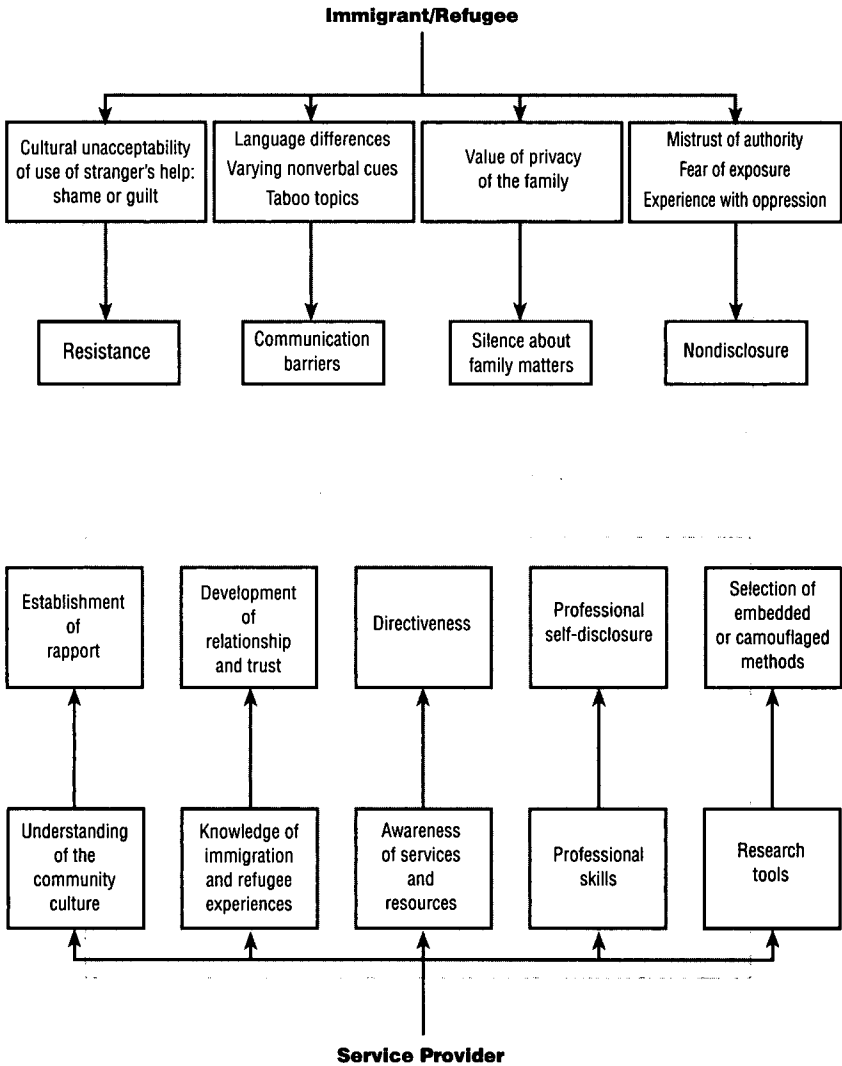 Immigrant/Refugee
Cultural unacceptability
of use of stranger's help:
shame or guilt
Language differences
Varying nonverbal cues
Taboo topics
Value of privacy
of the family
Mistrust of authority
Fear of exposure
Experience with oppression
Resistance
Communication
barriers
Silence about
family matters
Nondisclosure
Establishment
of
rapport
Development
of
relationship
and trust
Directiveness
Professional
self-disclosure
Selection of
embedded
or camouflaged
methods
Understanding
of the
community
culture
Knowledge of
immigration
and refugee
experiences
Awareness
of services
and
resources
Professional
skills
Research
tools
Service Provider